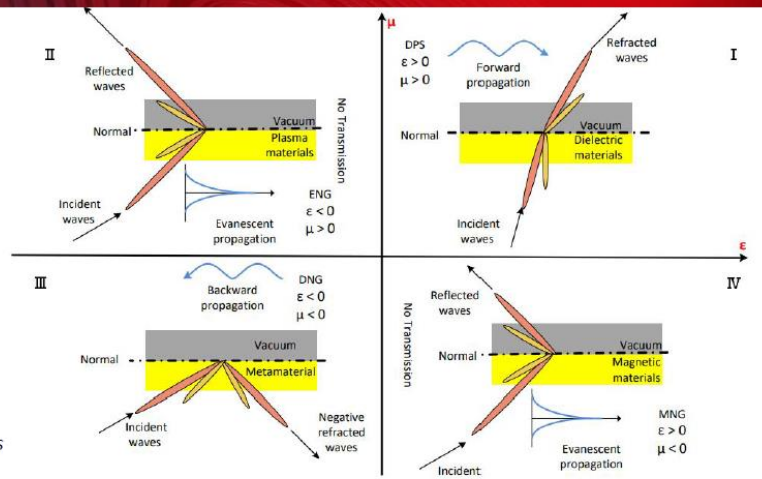 μ
II
Reflected
waves
Normal
Vacuum
Plasma
materials
No Transmission
Incident
waves
Evanescent
propagation
ENG
ε < 0
μ > 0
DPS
ε > 0
μ > 0
Forward
propagation
Refracted
waves
I
Normal
Vacuum
Dielectric
materials
Incident
waves
ε
III
Backward
propagation
DNG
ε < 0
μ < 0
Normal
Vacuum
Metamaterial
Incident
waves
Negative
refracted
waves
s
IV
Reflected
waves
No Transmission
Normal
Vacuum
Magnetic
materials
MNG
ε > 0
μ < 0
Evanescent
propagation
Incident